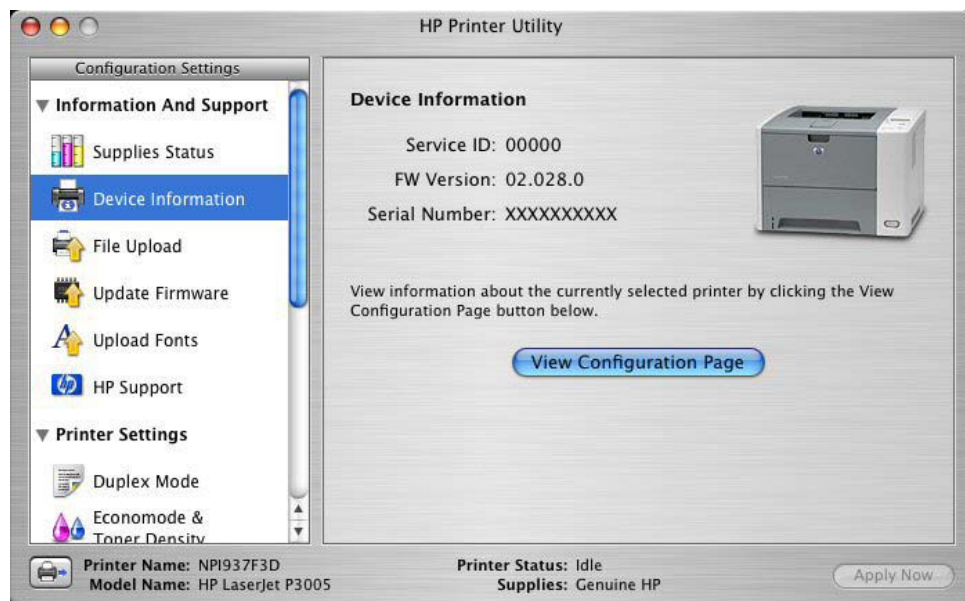 HP Printer Utility
Configuration Settings
Information And Support
Supplies Status
Device Information
File Upload
Update Firmware
Upload Fonts
HP Support
Printer Settings
Duplex Mode
Economode &
Toner Density
Device Information
Service ID: 00000
FW Version: 02.028.0
Serial Number: XXXXXXXXXX
View information about the currently selected printer by clicking the View
Configuration Page button below.
View Configuration Page
Printer Name: NPI937F3D
Model Name: HP LaserJet P3005
Printer Status: Idle
Supplies: Genuine HP
Apply Now